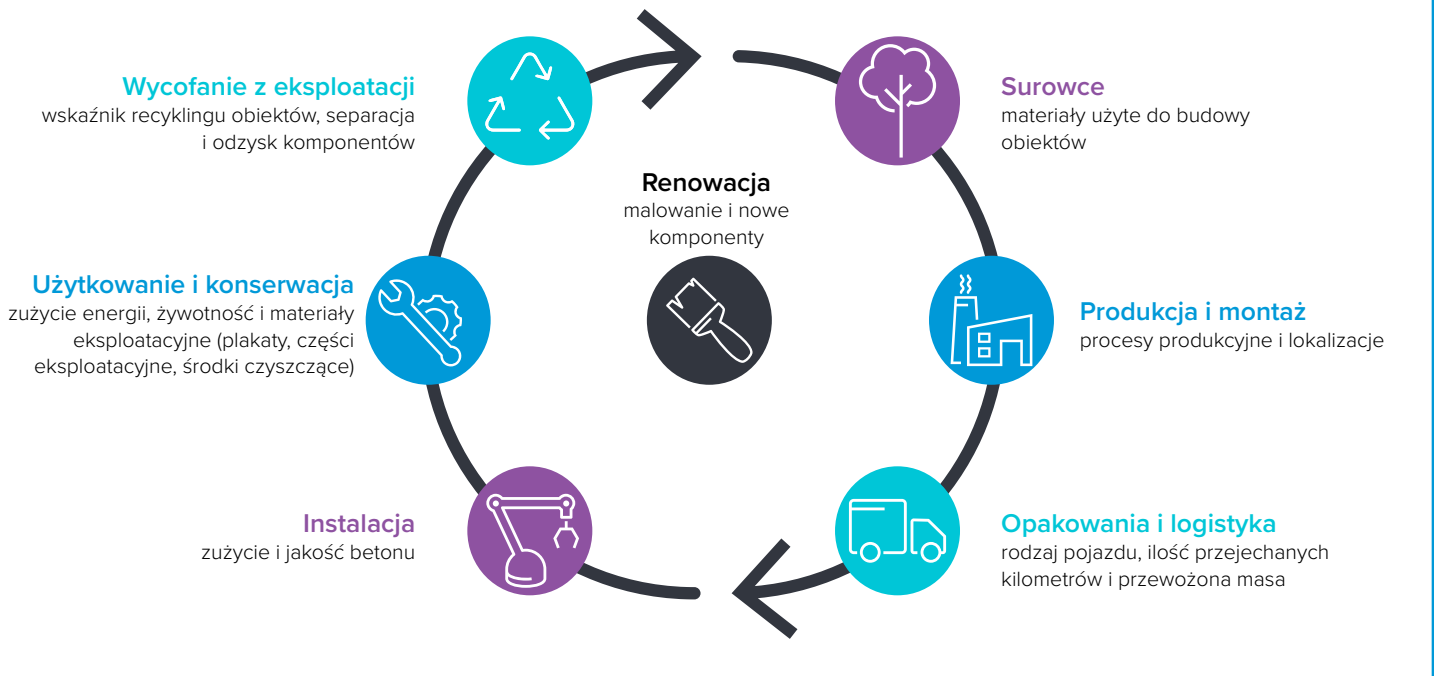 Wycofanie z eksploatacji
wskaźnik recyklingu obiektów, separacja
i odzysk komponentów
Surowce
materiały użyte do budowy
obiektów
Renowacja
malowanie i nowe
komponenty
Użytkowanie i konserwacja
zużycie energii, żywotność i materiały
eksploatacyjne (plakaty, części
eksploatacyjne, środki czyszczące)
Produkcja i montaż
procesy produkcyjne i lokalizacje
Instalacja
zużycie i jakość betonu
Opakowania i logistyka
rodzaj pojazdu, ilość przejechanych
kilometrów i przewożona masa